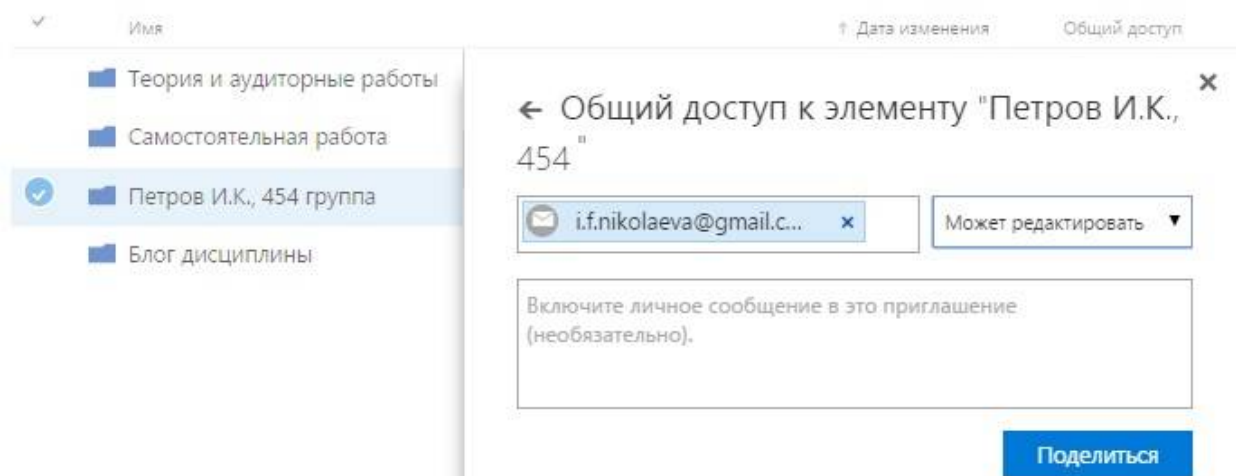 Имя ↑ Дата изменения Общий доступ
Теория и аудиторные работы
Самостоятельная работа
Петров И.К., 454 группа
Блог дисциплины
← Общий доступ к элементу "Петров И.К.,
454 "
i.f.nikolaeva@gmail.c... ×
Может редактировать ▼
Включите личное сообщение в это приглашение
(необязательно).
Поделиться